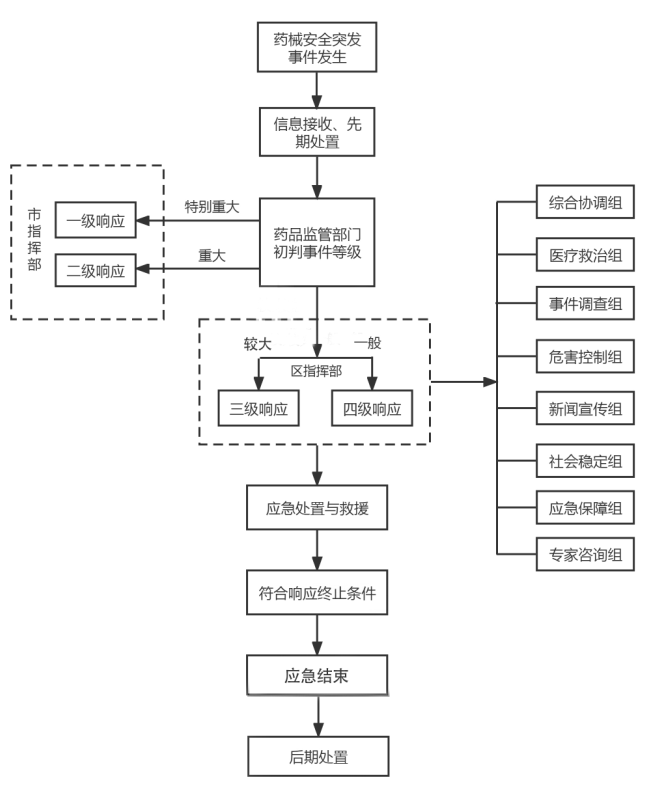 药械安全突发
事件发生
信息接收、先
期处置
市
指
挥
部
一级响应
特别重大
二级响应
重大
药品监管部门
初判事件等级
较大
一般
区指挥部
三级响应
四级响应
综合协调组
医疗救治组
事件调查组
危害控制组
新闻宣传组
社会稳定组
应急保障组
专家咨询组
应急处置与救援
符合响应终止条件
应急结束
后期处置